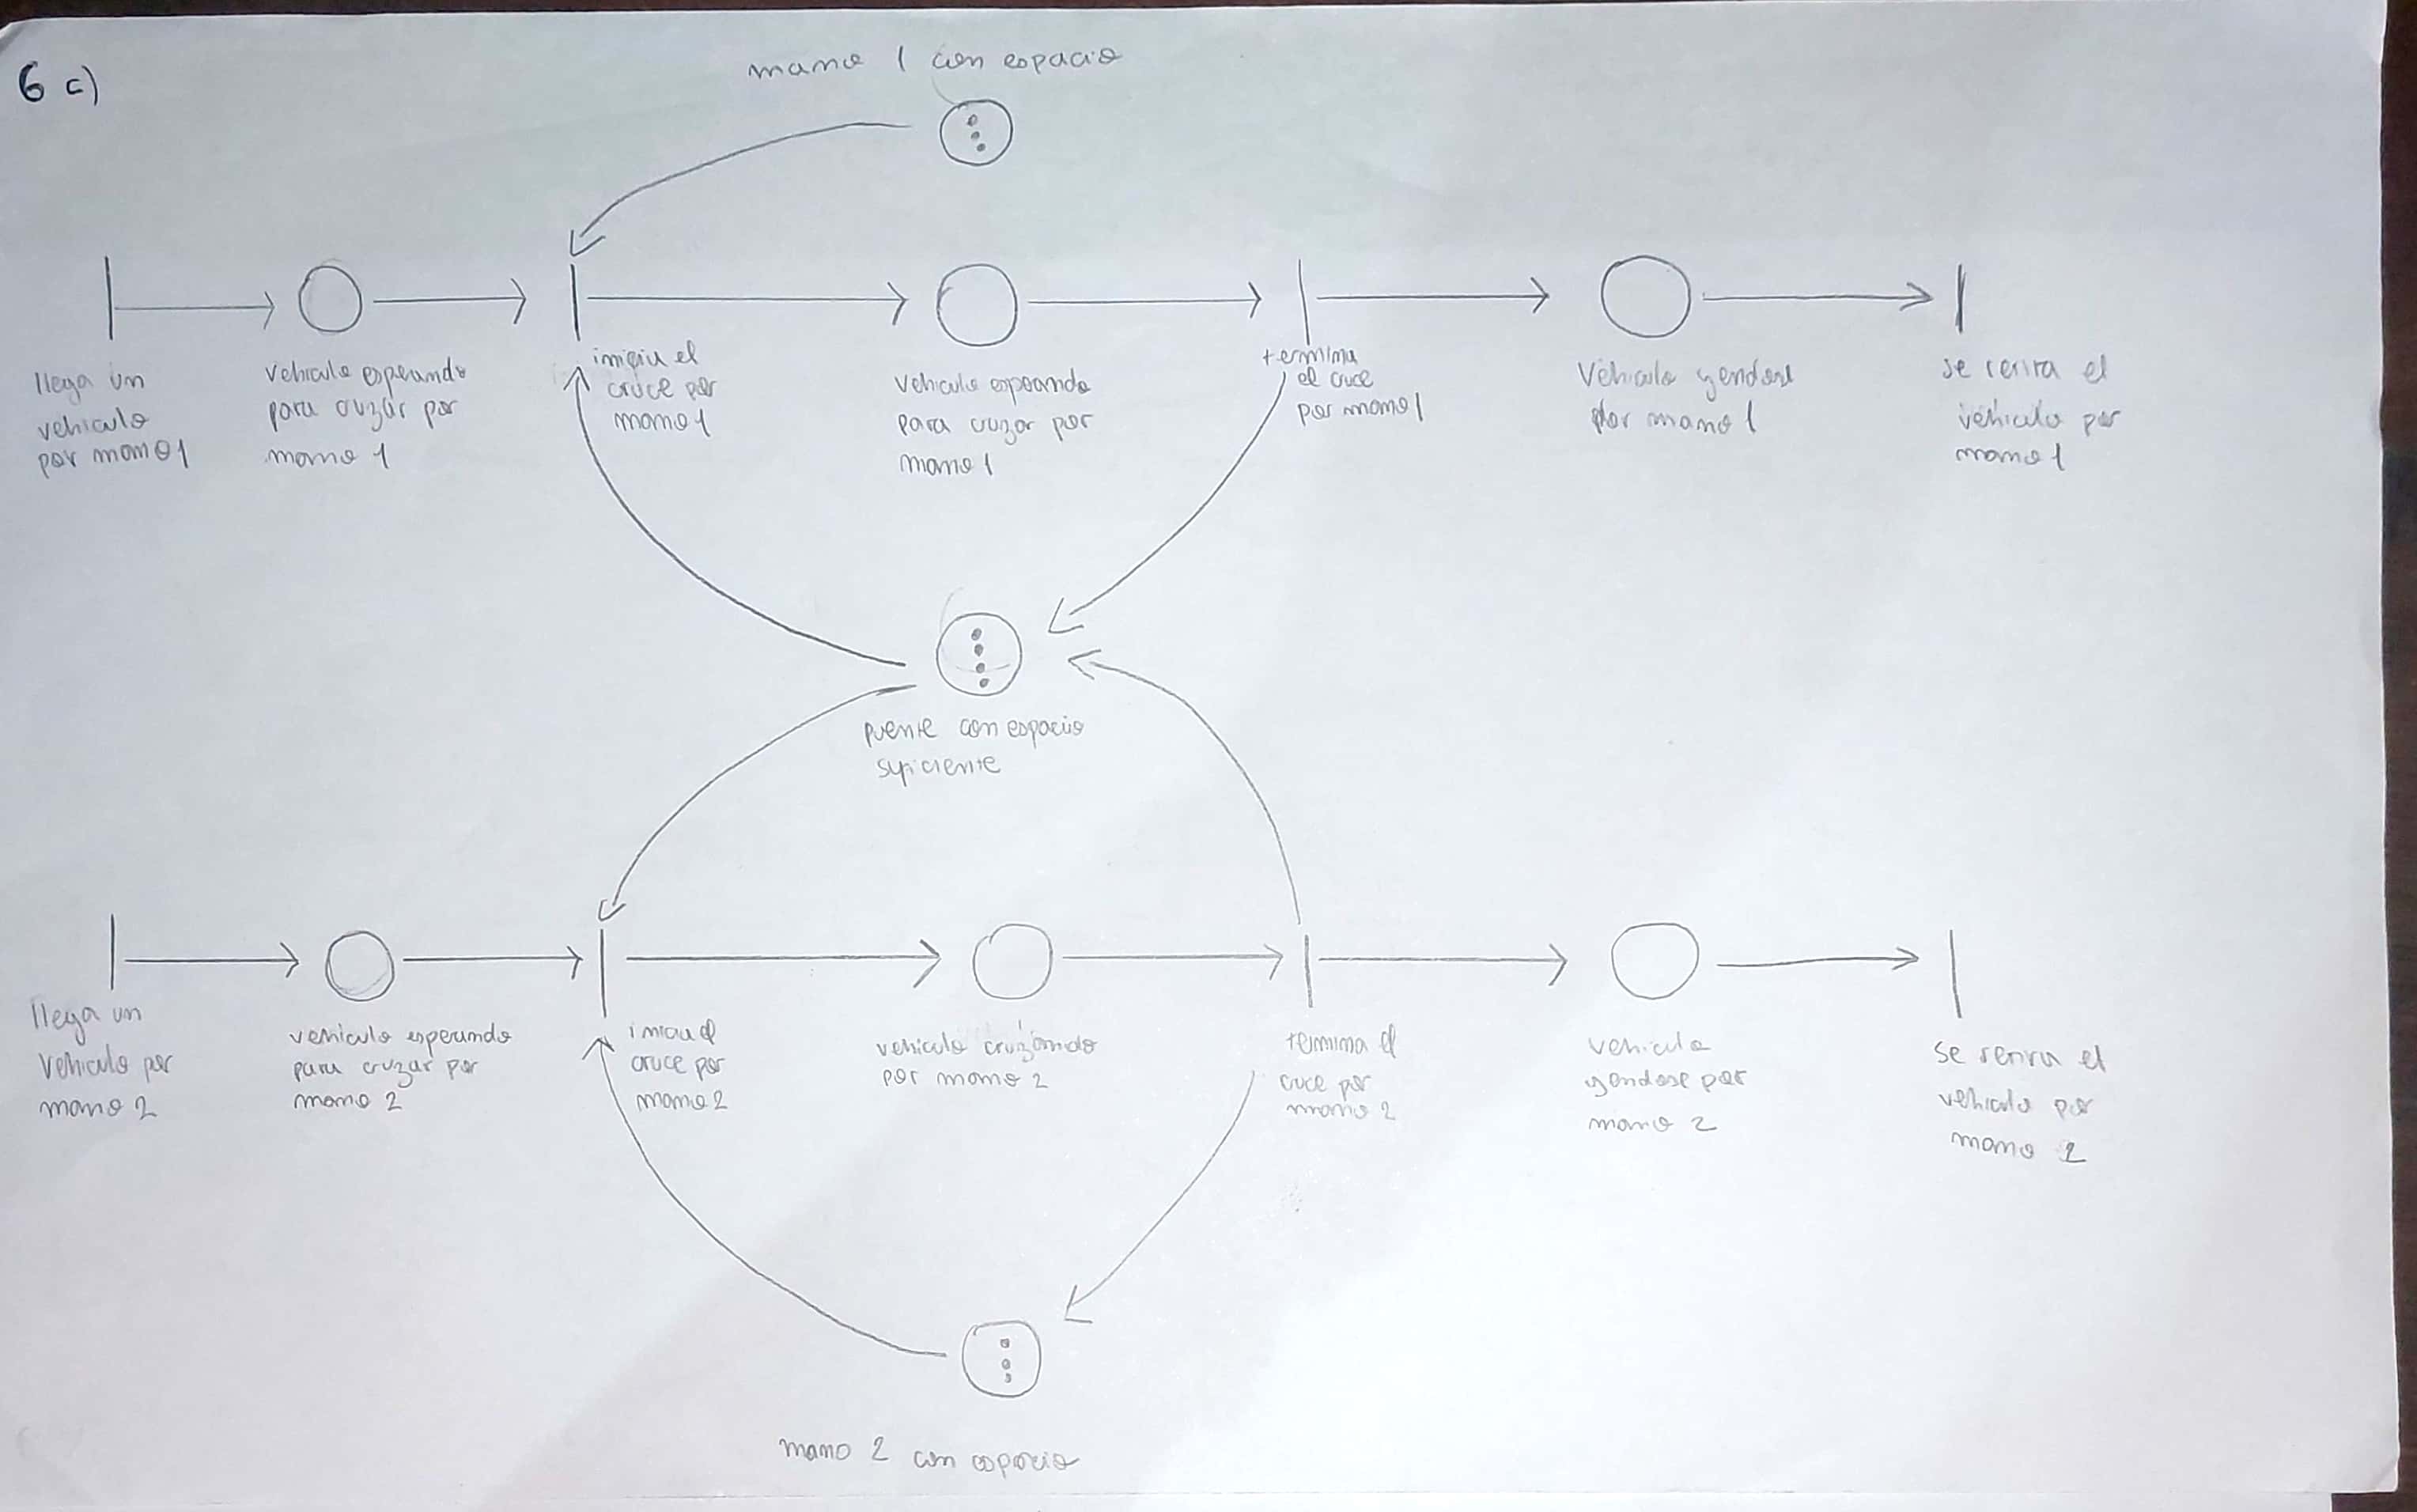 6 c)
mano 1 con espacio
llega un
vehiculo
por mano 1
vehiculo esperando
para cruzar por
mano 1
inicia el
cruce por
mano 1
vehiculo esperando
para cruzar por
mano 1
termina
el cruce
por mano 1
vehiculo yendose
por mano 1
se retira el
vehiculo por
mano 1
puente con espacio
suficiente
llega un
vehiculo por
mano 2
vehiculo esperando
para cruzar por
mano 2
inicia el
cruce por
mano 2
vehiculo cruzando
por mano 2
termina el
cruce por
mano 2
vehiculo
yendose por
mano 2
se retira el
vehiculo por
mano 2
mano 2 con espacio